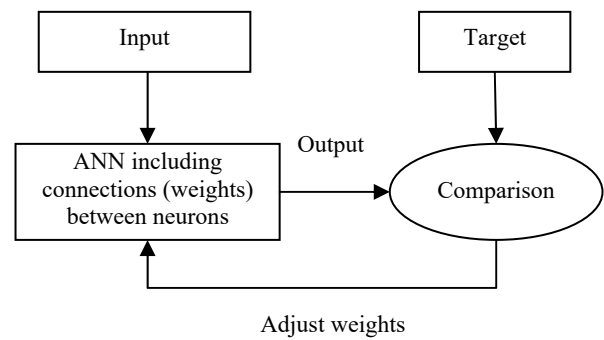 Input
Target
ANN including
connections (weights)
between neurons
Output
Comparison
Adjust weights